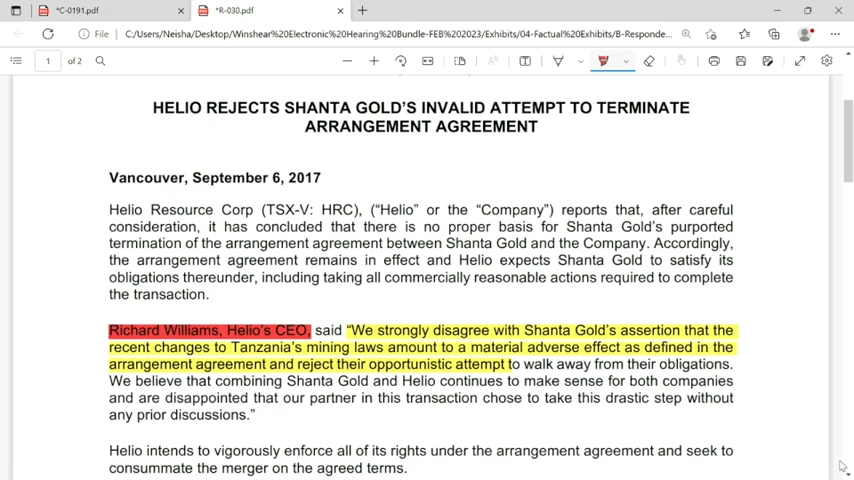 *C-0191.pdf
*R-030.pdf
File
C:/Users/Neisha/Desktop/Winshear%20Electronic%20Hearing%20Bundle-FEB%202023/Exhibits/04-Factual%20Exhibits/B-Responde...
1 of 2
HELIO REJECTS SHANTA GOLD'S INVALID ATTEMPT TO TERMINATE
ARRANGEMENT AGREEMENT
Vancouver, September 6, 2017
Helio Resource Corp (TSX-V: HRC), ("Helio" or the "Company") reports that, after careful
consideration, it has concluded that there is no proper basis for Shanta Gold's purported
termination of the arrangement agreement between Shanta Gold and the Company. Accordingly,
the arrangement agreement remains in effect and Helio expects Shanta Gold to satisfy its
obligations thereunder, including taking all commercially reasonable actions required to complete
the transaction.
Richard Williams, Helio's CEO, said "We strongly disagree with Shanta Gold's assertion that the
recent changes to Tanzania's mining laws amount to a material adverse effect as defined in the
arrangement agreement and reject their opportunistic attempt to walk away from their obligations.
We believe that combining Shanta Gold and Helio continues to make sense for both companies
and are disappointed that our partner in this transaction chose to take this drastic step without
any prior discussions."
Helio intends to vigorously enforce all of its rights under the arrangement agreement and seek to
consummate the merger on the agreed terms.